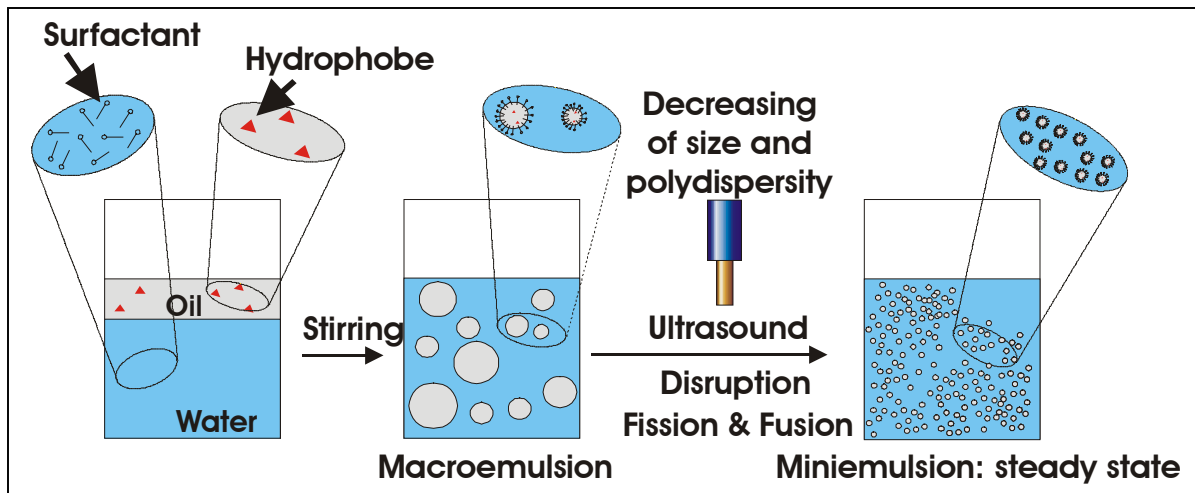 Surfactant
Hydrophobe
Oil
Water
Stirring
Macroemulsion
Decreasing
of size and
polydispersity
Ultrasound
Disruption
Fission & Fusion
Miniemulsion: steady state